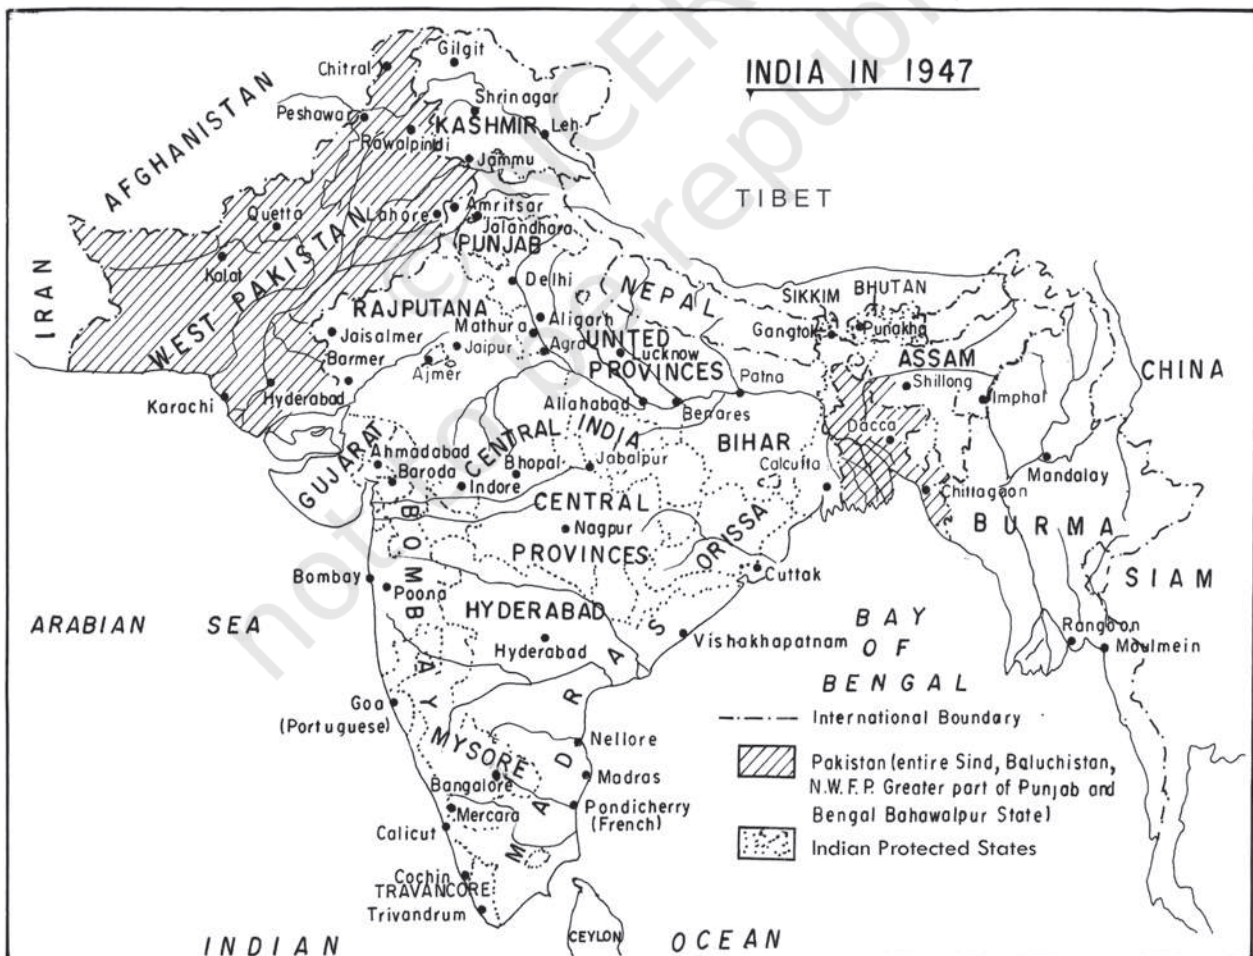 INDIA IN 1947
Gilgit
Chitral
Shrinagar
Peshawar
KASHMIR
Leh
Rawalpindi
Jammu
AFGHANISTAN
TIBET
Quetta
Lahore
Amritsar
Jalandhara
PUNJAB
Kalat
IRAN
WEST PAKISTAN
Delhi
NEPAL
SIKKIM
BHUTAN
RAJPUTANA
Jaisalmer
Mathura
Aligarh
Gangtok
Punakha
Barmer
Jaipur
Agra
UNITED
Lucknow
PROVINCES
ASSAM
Ajmer
Patna
Shillong
CHINA
Karachi
Hyderabad
Allahabad
Benares
Imphal
GUJARAT
CENTRAL INDIA
BIHAR
Dacca
Ahmadabad
Baroda
Bhopal
Jabalpur
Calcutta
Mandalay
Indore
CENTRAL
Chittagaon
Nagpur
PROVINCES
ORISSA
BURMA
BOMBAY
Bombay
Poona
Cuttak
SIAM
HYDERABAD
Hyderabad
ARABIAN SEA
Vishakhapatnam
BAY
OF
BENGAL
Rangoon
Moulmein
Goa
(Portuguese)
MADRAS
MYSORE
Nellore
Bangalore
Madras
Mercara
Pondicherry
(French)
Calicut
Cochin
TRAVANCORE
Trivandrum
CEYLON
INDIAN OCEAN
International Boundary
Pakistan (entire Sind, Baluchistan,
N.W.F.P. Greater part of Punjab and
Bengal Bahawalpur State)
Indian Protected States
© NCERT
not to be republi